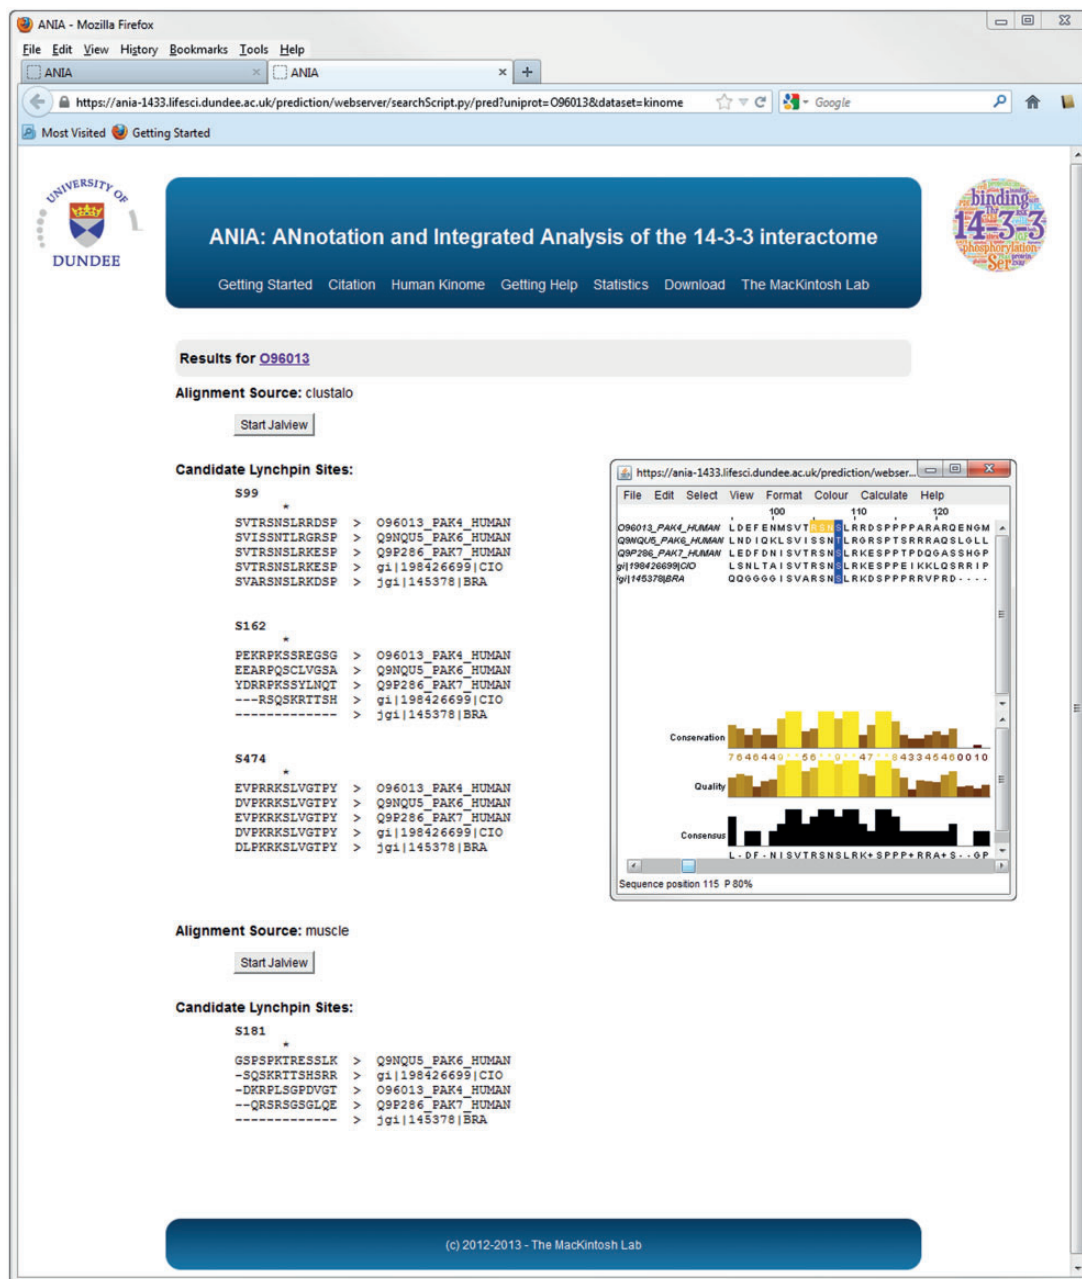 ANIA - Mozilla Firefox
File Edit View History Bookmarks Tools Help
ANIA
ANIA
https://ania-1433.lifesci.dundee.ac.uk/prediction/webserver/searchScript.py/pred?uniprot=O96013&dataset=kinome
Google
Most Visited Getting Started
UNIVERSITY OF DUNDEE
ANIA: ANnotation and Integrated Analysis of the 14-3-3 interactome
binding
14-3-3
phosphorylation
Ser
Getting Started Citation Human Kinome Getting Help Statistics Download The MacKintosh Lab
Results for O96013
Alignment Source: clustalo
Start Jalview
Candidate Lynchpin Sites:
S99
*
SVTRSNSLRRDSP > O96013_PAK4_HUMAN
SVISSNTLRGRSP > Q9NQU5_PAK6_HUMAN
SVTRSNSLRKESP > Q9P286_PAK7_HUMAN
SVTRSNSLRKESP > gi|198426699|CIO
SVARSNSLRKDSP > jgi|145378|BRA
S162
*
PEKRPKSSREGSG > O96013_PAK4_HUMAN
EEARPQSCLVGSA > Q9NQU5_PAK6_HUMAN
YDRRPKSSYLNQT > Q9P286_PAK7_HUMAN
---RSQSKRTTSH > gi|198426699|CIO
------------- > jgi|145378|BRA
S474
*
EVPRRKSLVGTPY > O96013_PAK4_HUMAN
DVPKRKSLVGTPY > Q9NQU5_PAK6_HUMAN
EVPKRKSLVGTPY > Q9P286_PAK7_HUMAN
DVPKRKSLVGTPY > gi|198426699|CIO
DLPKRKSLVGTPY > jgi|145378|BRA
https://ania-1433.lifesci.dundee.ac.uk/prediction/webser...
File Edit Select View Format Colour Calculate Help
100 110 120
O96013_PAK4_HUMAN LDEFENMSVTRSNSLRRDSPPPPARARQENGM
Q9NQU5_PAK6_HUMAN LNDIQKLSVISSNTLRGRSPTSRRRAQSLGLL
Q9P286_PAK7_HUMAN LEDFDNISVTRSNSLRKESPPTPDQGASSHGP
gi|198426699|CIO LSNLTAISVTRSNSLRKESPPEIKKLQSRRIP
jgi|145378|BRA QQGGGGISVARSNSLRKDSPPPRRVPRD----
Conservation
7646449**56**9**47**843345460010
Quality
Consensus
L-DF-NISVTRSNSLRK+SPPP+RRA+S--GP
Sequence position 115 P 80%
Alignment Source: muscle
Start Jalview
Candidate Lynchpin Sites:
S181
*
GSPSPKTRESSLK > Q9NQU5_PAK6_HUMAN
-SQSKRTTSHSRR > gi|198426699|CIO
-DKRPLSGPDVGT > O96013_PAK4_HUMAN
--QRSRSGSGLQE > Q9P286_PAK7_HUMAN
------------- > jgi|145378|BRA
(c) 2012-2013 - The MacKintosh Lab